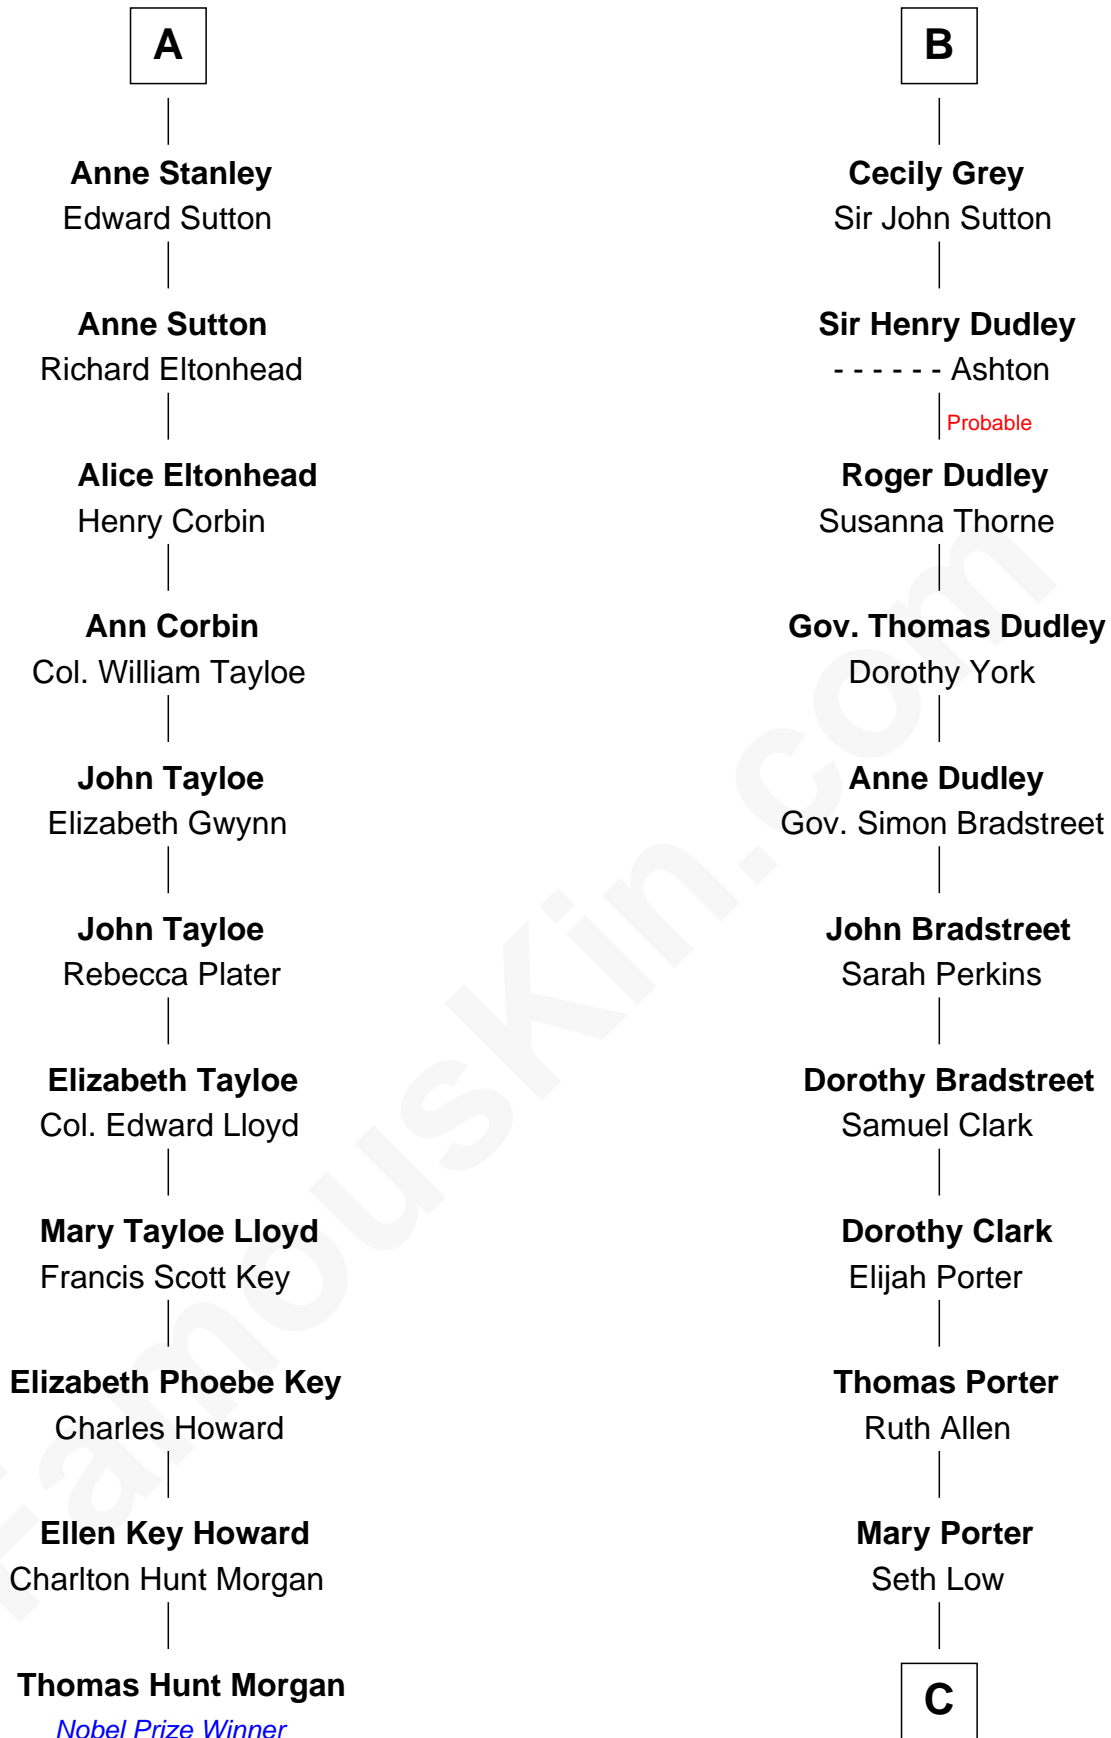 A
Anne Stanley
Edward Sutton
Anne Sutton
Richard Eltonhead
Alice Eltonhead
Henry Corbin
Ann Corbin
Col. William Tayloe
John Tayloe
Elizabeth Gwynn
John Tayloe
Rebecca Plater
Elizabeth Tayloe
Col. Edward Lloyd
Mary Tayloe Lloyd
Francis Scott Key
Elizabeth Phoebe Key
Charles Howard
Ellen Key Howard
Charlton Hunt Morgan
Thomas Hunt Morgan
Nobel Prize Winner
B
Cecily Grey
Sir John Sutton
Sir Henry Dudley
- - - - - - Ashton
Probable
Roger Dudley
Susanna Thorne
Gov. Thomas Dudley
Dorothy York
Anne Dudley
Gov. Simon Bradstreet
John Bradstreet
Sarah Perkins
Dorothy Bradstreet
Samuel Clark
Dorothy Clark
Elijah Porter
Thomas Porter
Ruth Allen
Mary Porter
Seth Low
C
FamousKin.com